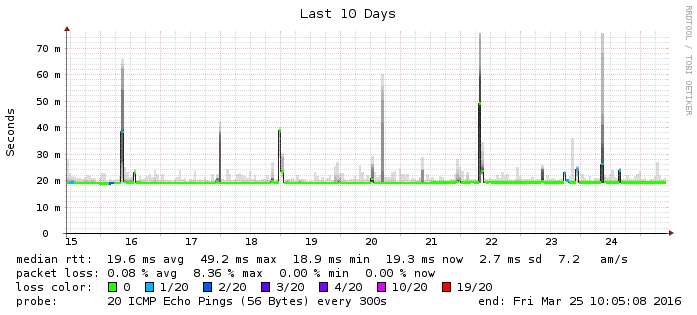 Last 10 Days
RRDTOOL / TOBI OETIKER
Seconds
70 m
60 m
50 m
40 m
30 m
20 m
10 m
0
15 16 17 18 19 20 21 22 23 24
median rtt: 19.6 ms avg 49.2 ms max 18.9 ms min 19.3 ms now 2.7 ms sd 7.2 am/s
packet loss: 0.08 % avg 8.36 % max 0.00 % min 0.00 % now
loss color: 0 1/20 2/20 3/20 4/20 10/20 19/20
probe: 20 ICMP Echo Pings (56 Bytes) every 300s end: Fri Mar 25 10:05:08 2016